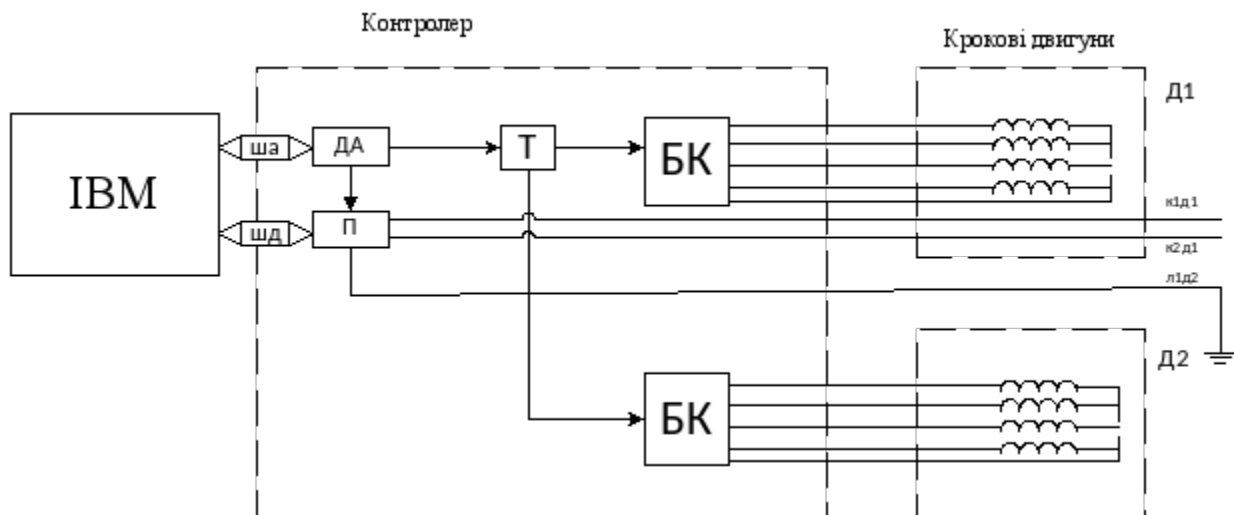 Контролер
Крокові двигуни
Д1
IBM
ша
ДА
Т
БК
шд
П
к1д1
к2д1
л1д2
Д2
БК